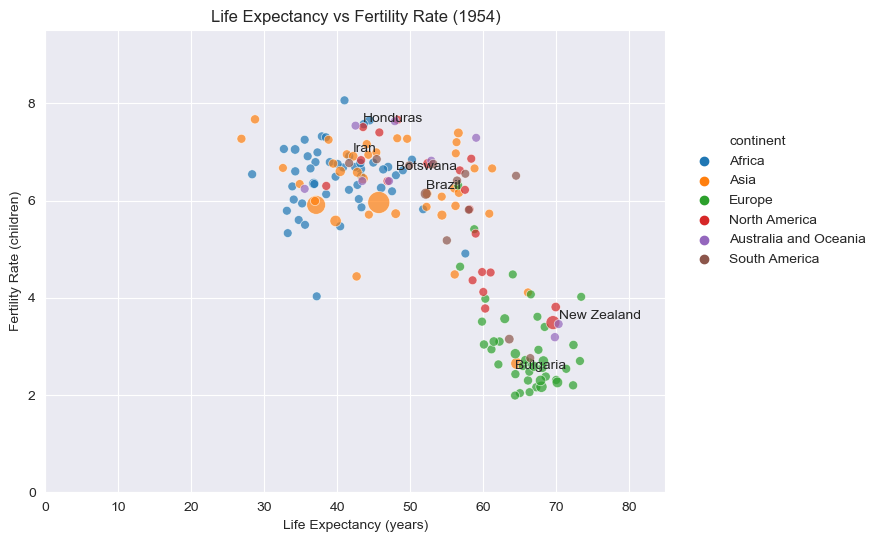 Life Expectancy vs Fertility Rate (1954)
Fertility Rate (children)
8
6
4
2
0
0 10 20 30 40 50 60 70 80
Life Expectancy (years)
Honduras
Iran
Botswana
Brazil
New Zealand
Bulgaria
continent
Africa
Asia
Europe
North America
Australia and Oceania
South America